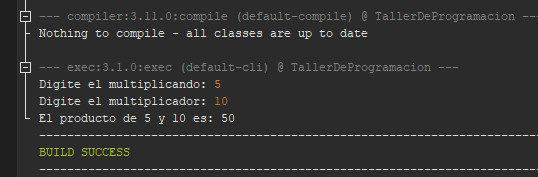 --- compiler:3.11.0:compile (default-compile) @ TallerDeProgramacion ---
Nothing to compile - all classes are up to date
--- exec:3.1.0:exec (default-cli) @ TallerDeProgramacion ---
Digite el multiplicando: 5
Digite el multiplicador: 10
El producto de 5 y 10 es: 50
------------------------------------------------------------------------
BUILD SUCCESS
------------------------------------------------------------------------